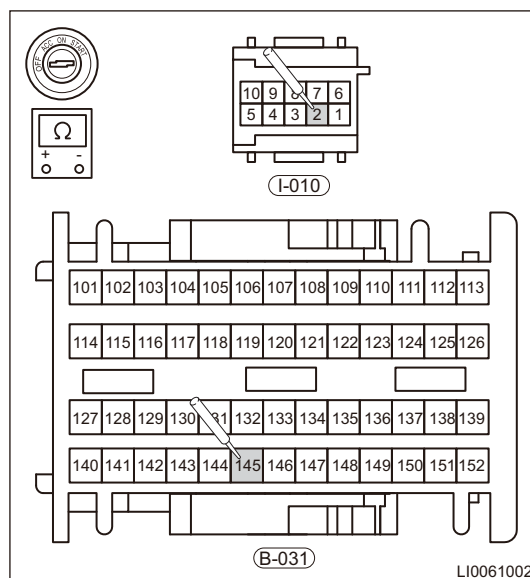 OFF ACC ON START
Ω
+ -
10 9 8 7 6
5 4 3 2 1
I-010
101 102 103 104 105 106 107 108 109 110 111 112 113
114 115 116 117 118 119 120 121 122 123 124 125 126
127 128 129 130 131 132 133 134 135 136 137 138 139
140 141 142 143 144 145 146 147 148 149 150 151 152
B-031
LI0061002